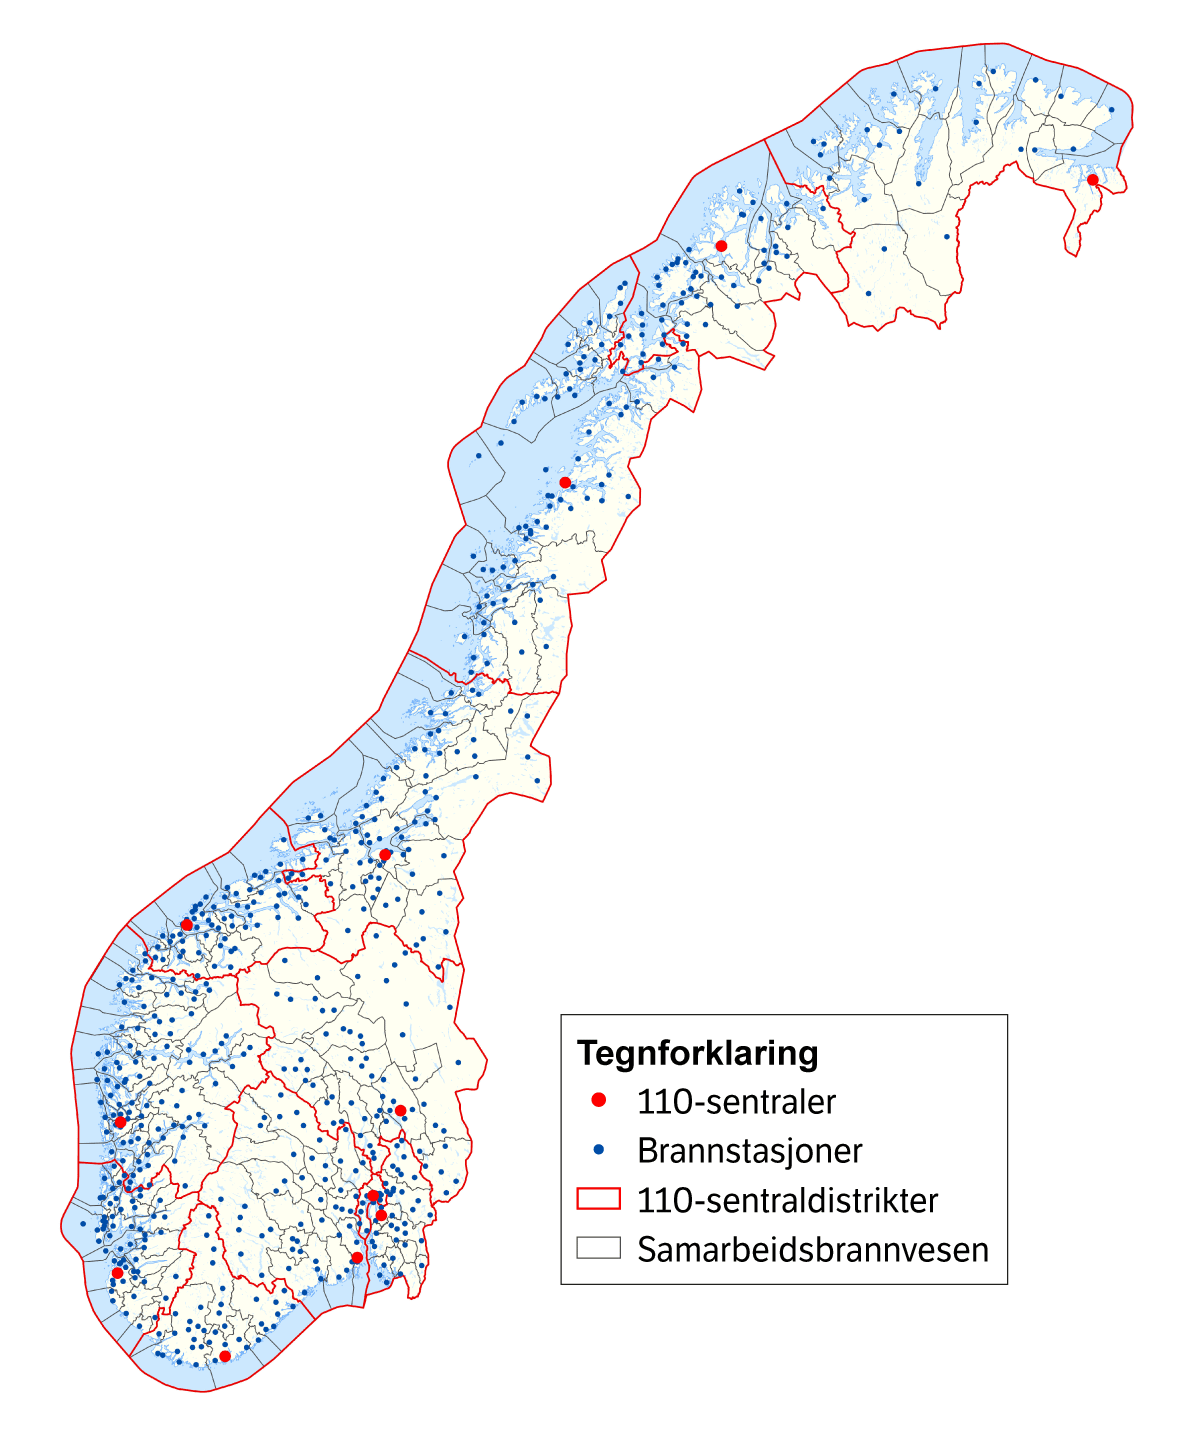 Tegnforklaring
110-sentraler
Brannstasjoner
110-sentraldistrikter
Samarbeidsbrannvesen